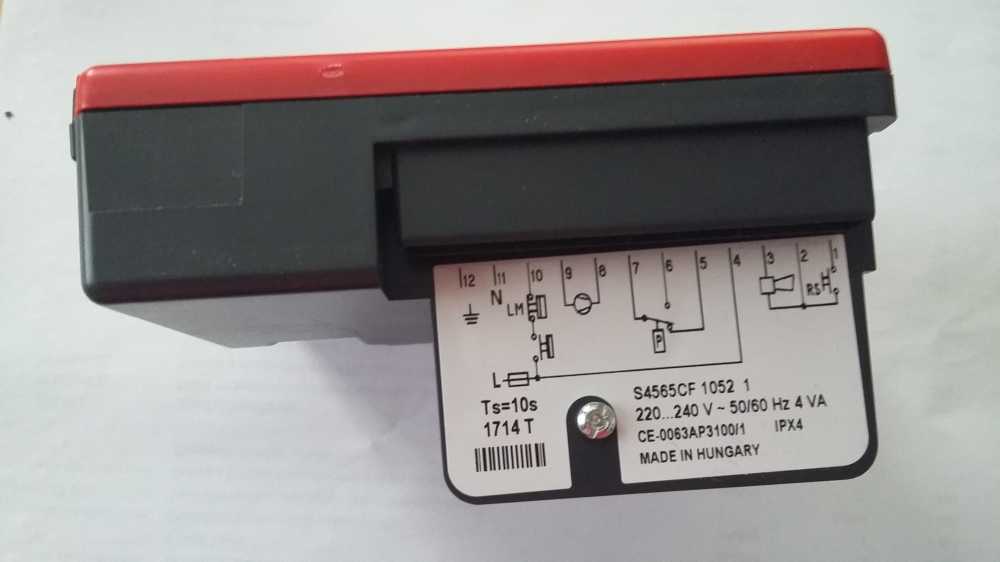 12 11 10 9 8 7 6 5 4 3 2 1
N
LM
RS
P
L
Ts=10s
1714 T
S4565CF 1052 1
220...240 V ~ 50/60 Hz 4 VA
CE-0063AP3100/1 IPX4
MADE IN HUNGARY